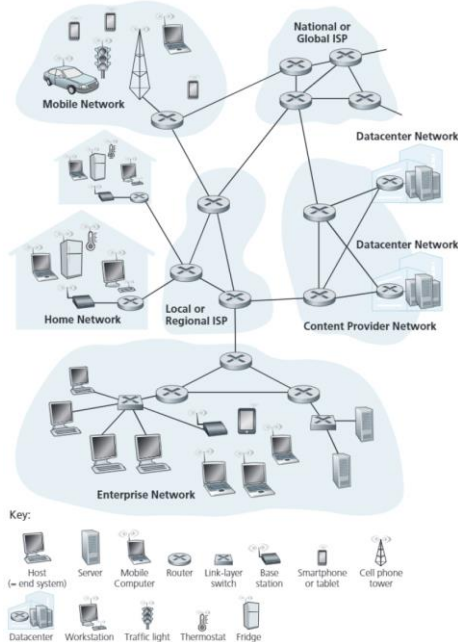 National or
Global ISP
Mobile Network
Datacenter Network
Datacenter Network
Home Network
Local or
Regional ISP
Content Provider Network
Enterprise Network
Key:
Host
(= end system)
Server
Mobile
Computer
Router
Link-layer
switch
Base
station
Smartphone
or tablet
Cell phone
tower
Datacenter
Workstation
Traffic light
Thermostat
Fridge